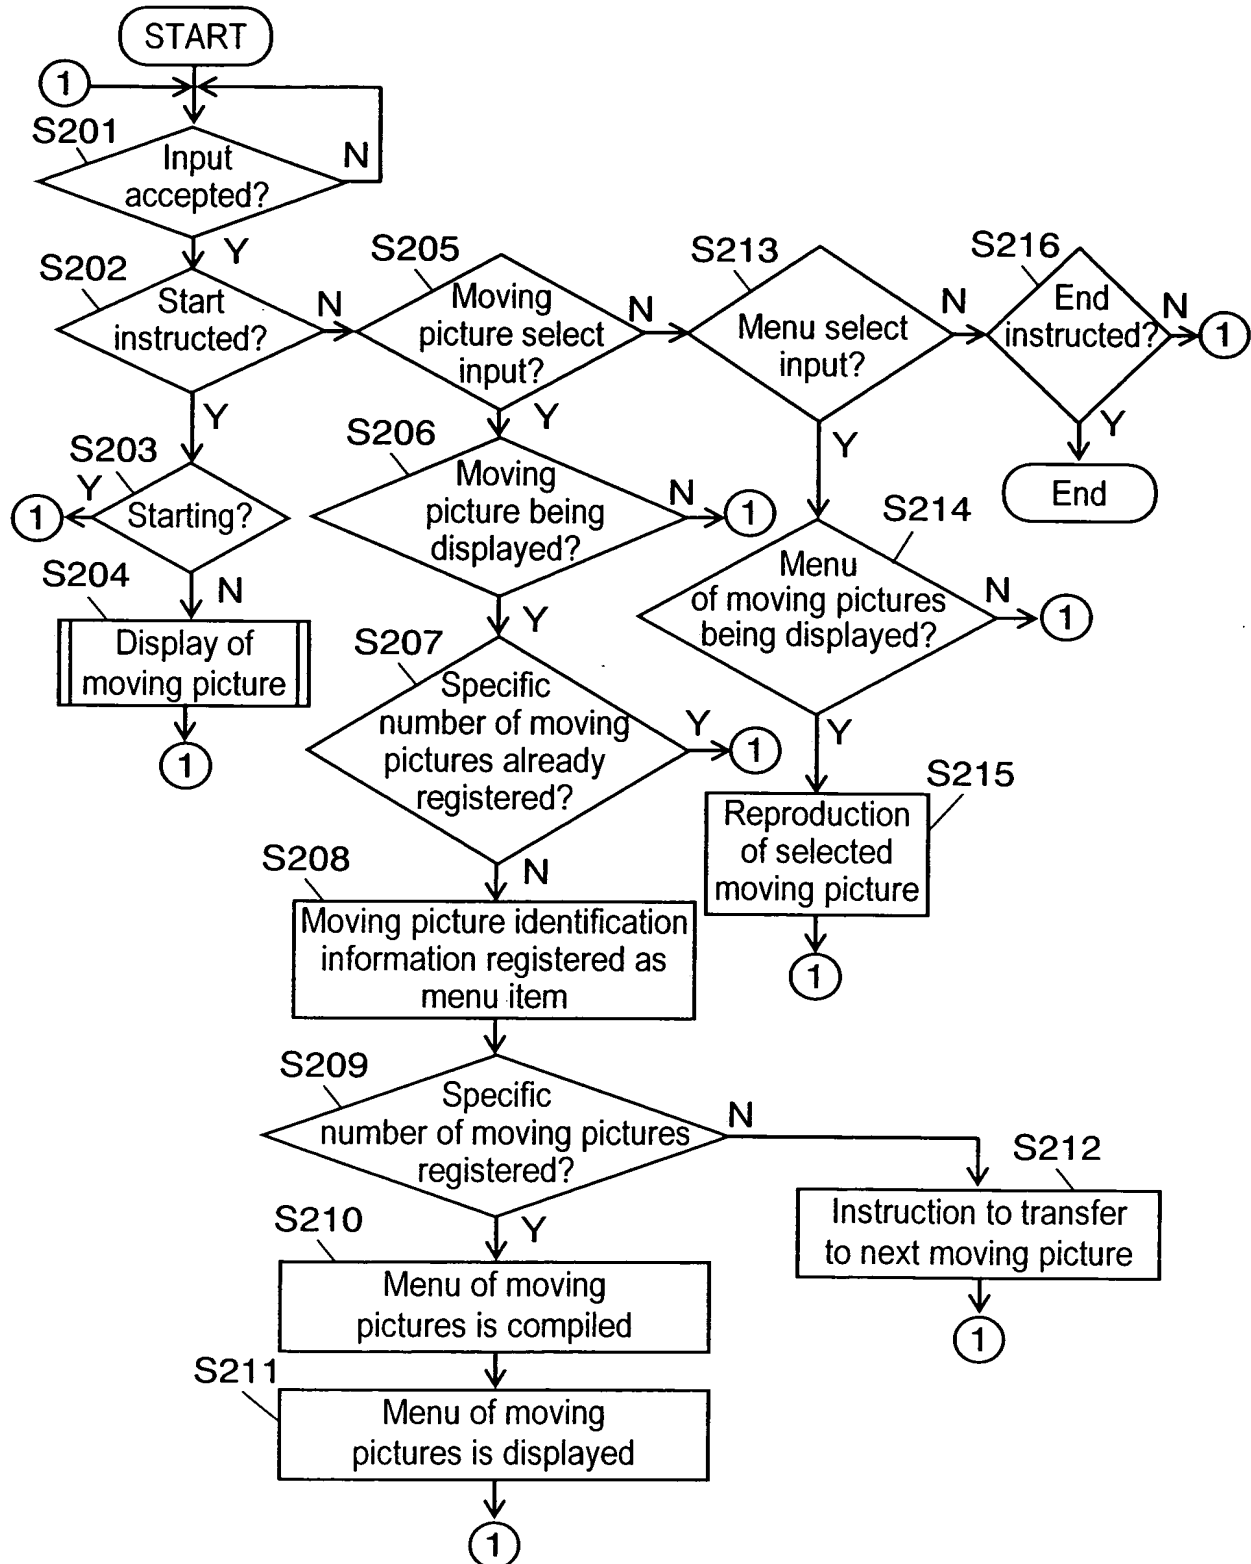 START
1
S201
Input
accepted?
N
Y
S202
Start
instructed?
N
Y
S203
Starting?
Y
1
N
S204
Display of
moving picture
1
S205
Moving
picture select
input?
N
Y
S206
Moving
picture being
displayed?
N
1
Y
S207
Specific
number of moving
pictures already
registered?
Y
1
N
S208
Moving picture identification
information registered as
menu item
S209
Specific
number of moving pictures
registered?
N
Y
S210
Menu of moving
pictures is compiled
S211
Menu of moving
pictures is displayed
1
S212
Instruction to transfer
to next moving picture
1
S213
Menu select
input?
N
Y
S214
Menu
of moving pictures
being displayed?
N
1
Y
S215
Reproduction
of selected
moving picture
1
S216
End
instructed?
N
1
Y
End